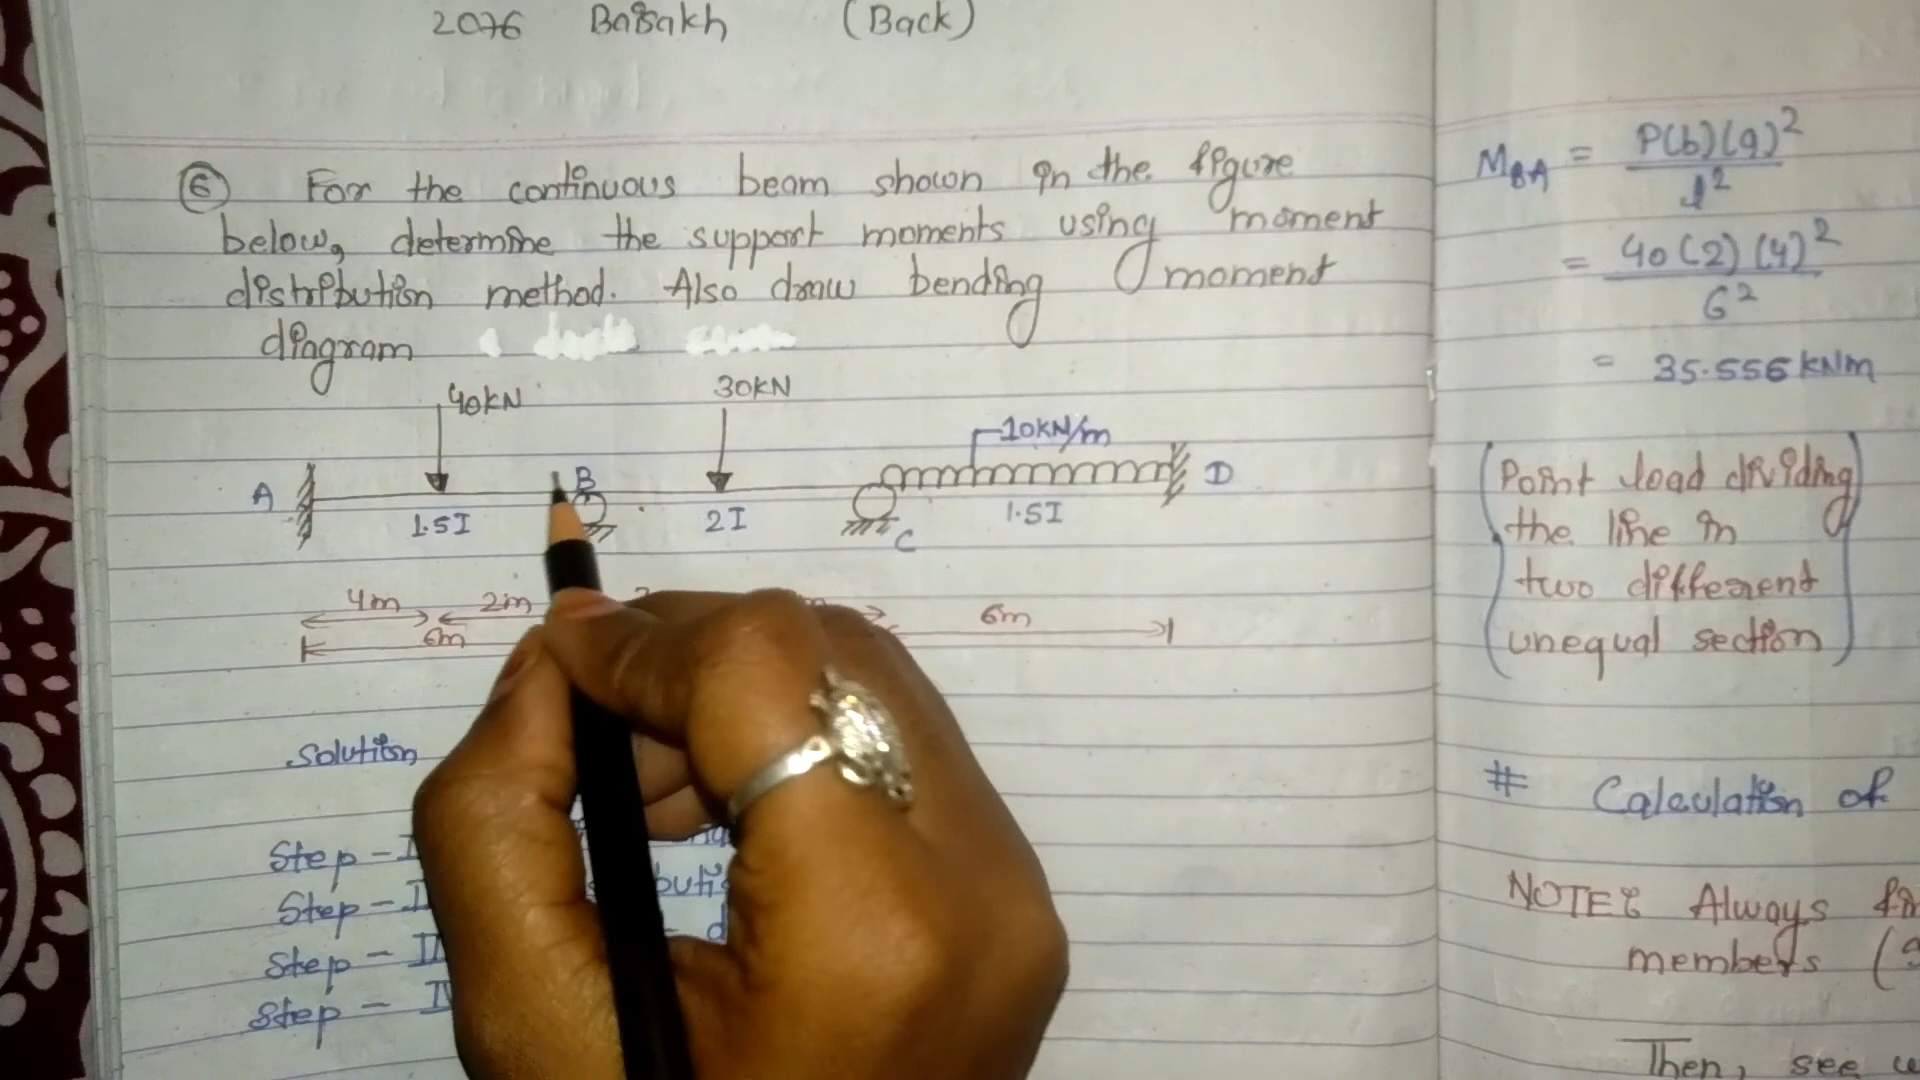 2076 Baisakh (Back)
⑥ For the continuous beam shown in the figure
below, determine the support moments using moment
distribution method. Also draw bending moment
diagram
40kN 30kN
10kN/m
A B D
1.5I 2I 1.5I
C
4m 2m
6m 6m
Solution
Step - I
Step - I
Step - II
Step - IV
MBA = P(b)(a)²
l²
= 40(2)(4)²
6²
= 35.556 kNm
(Point load dividing
the line in
two different
unequal section)
# Calculation of
NOTE: Always
members
Then, see